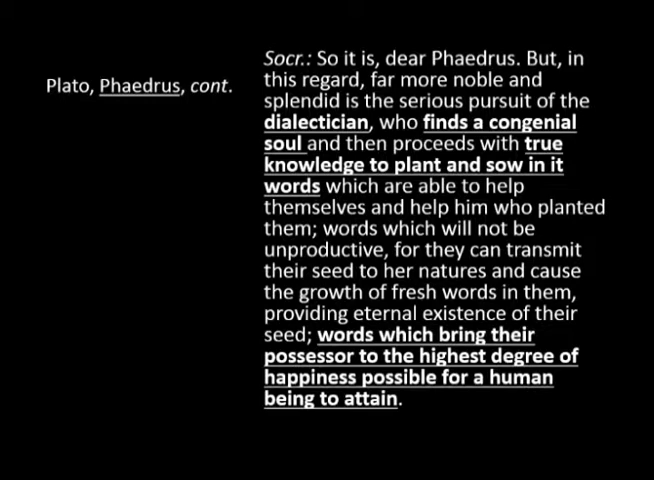 Plato, Phaedrus, cont.
Socr.: So it is, dear Phaedrus. But, in
this regard, far more noble and
splendid is the serious pursuit of the
dialectician, who finds a congenial
soul and then proceeds with true
knowledge to plant and sow in it
words which are able to help
themselves and help him who planted
them; words which will not be
unproductive, for they can transmit
their seed to her natures and cause
the growth of fresh words in them,
providing eternal existence of their
seed; words which bring their
possessor to the highest degree of
happiness possible for a human
being to attain.